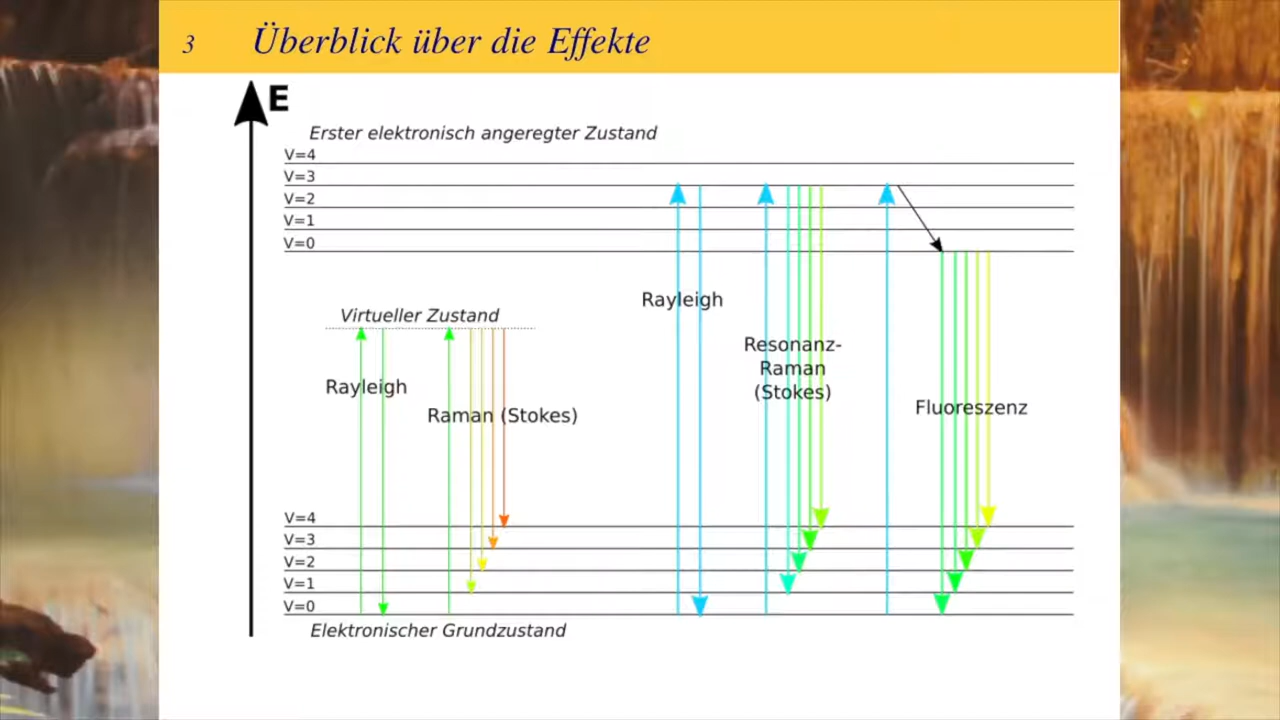 3 Überblick über die Effekte
E
Erster elektronisch angeregter Zustand
V=4
V=3
V=2
V=1
V=0
Virtueller Zustand
Rayleigh
Raman (Stokes)
Rayleigh
Resonanz-
Raman
(Stokes)
Fluoreszenz
V=4
V=3
V=2
V=1
V=0
Elektronischer Grundzustand